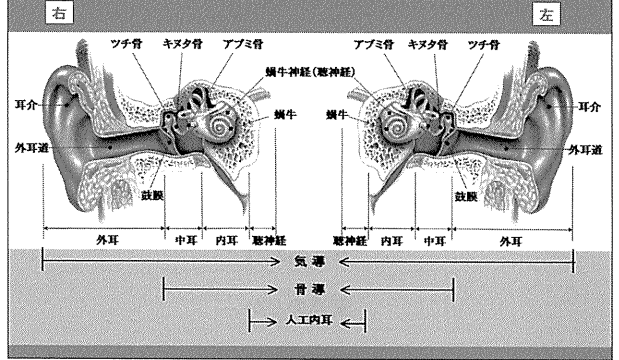 右 左
ツチ骨 キヌタ骨 アブミ骨 アブミ骨 キヌタ骨 ツチ骨
蝸牛神経(聴神経)
耳介 蝸牛 蝸牛 耳介
外耳道 外耳道
鼓膜 鼓膜
外耳 中耳 内耳 聴神経 聴神経 内耳 中耳 外耳
気導
骨導
人工内耳